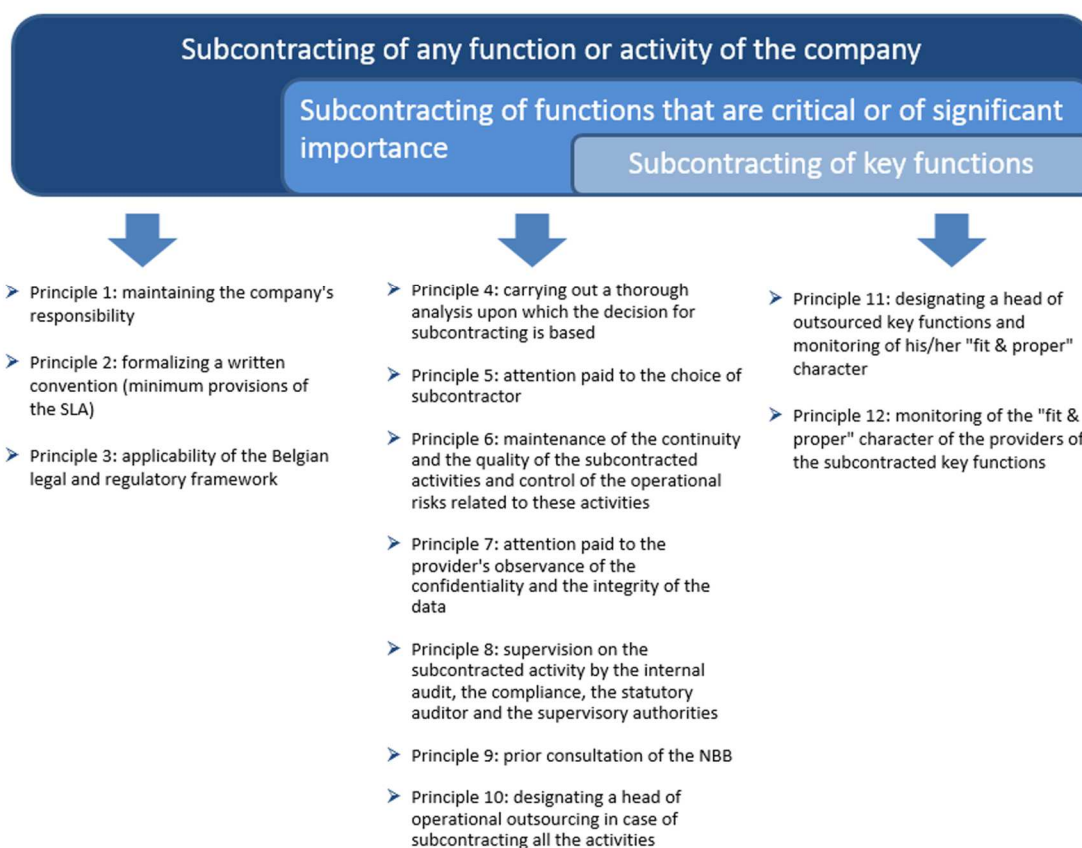 Subcontracting of any function or activity of the company
Subcontracting of functions that are critical or of significant
importance
Subcontracting of key functions
➤ Principle 1: maintaining the company's
responsibility
➤ Principle 2: formalizing a written
convention (minimum provisions of
the SLA)
➤ Principle 3: applicability of the Belgian
legal and regulatory framework
➤ Principle 4: carrying out a thorough
analysis upon which the decision for
subcontracting is based
➤ Principle 5: attention paid to the choice of
subcontractor
➤ Principle 6: maintenance of the continuity
and the quality of the subcontracted
activities and control of the operational
risks related to these activities
➤ Principle 7: attention paid to the
provider's observance of the
confidentiality and the integrity of the
data
➤ Principle 8: supervision on the
subcontracted activity by the internal
audit, the compliance, the statutory
auditor and the supervisory authorities
➤ Principle 9: prior consultation of the NBB
➤ Principle 10: designating a head of
operational outsourcing in case of
subcontracting all the activities
➤ Principle 11: designating a head of
outsourced key functions and
monitoring of his/her "fit & proper"
character
➤ Principle 12: monitoring of the "fit &
proper" character of the providers of
the subcontracted key functions